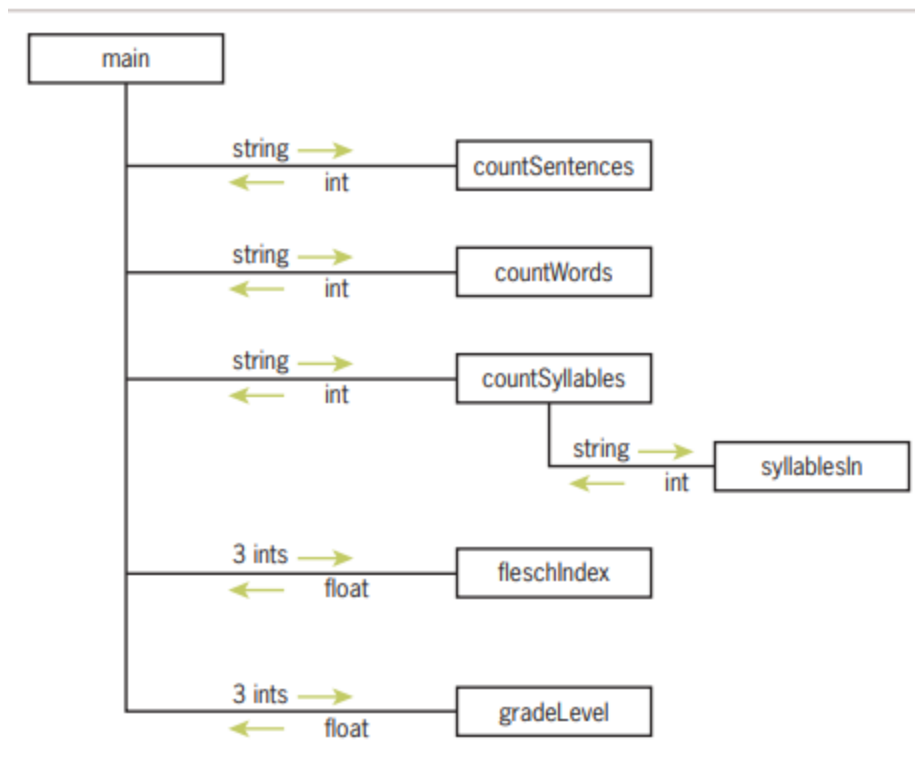 main
string
countSentences
int
string
countWords
int
string
countSyllables
int
string
syllablesIn
int
3 ints
fleschIndex
float
3 ints
gradeLevel
float